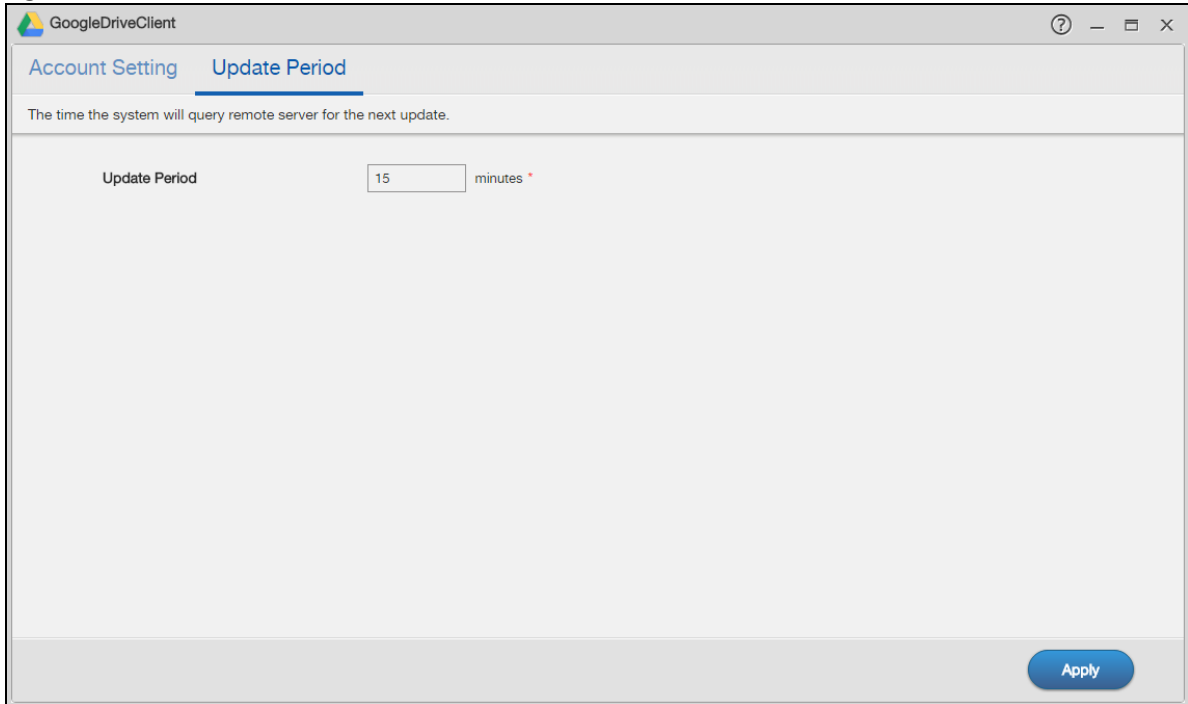 GoogleDriveClient
Account Setting Update Period
The time the system will query remote server for the next update.
Update Period 15 minutes *
Apply